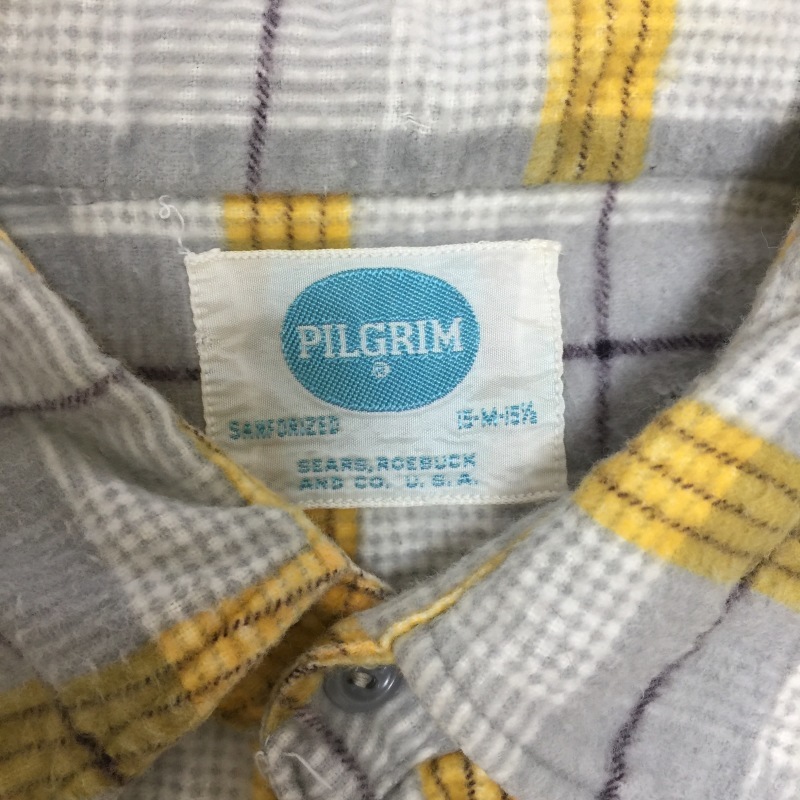 PILGRIM
®
SANFORIZED 15-M-15½
SEARS, ROEBUCK
AND CO. U.S.A.